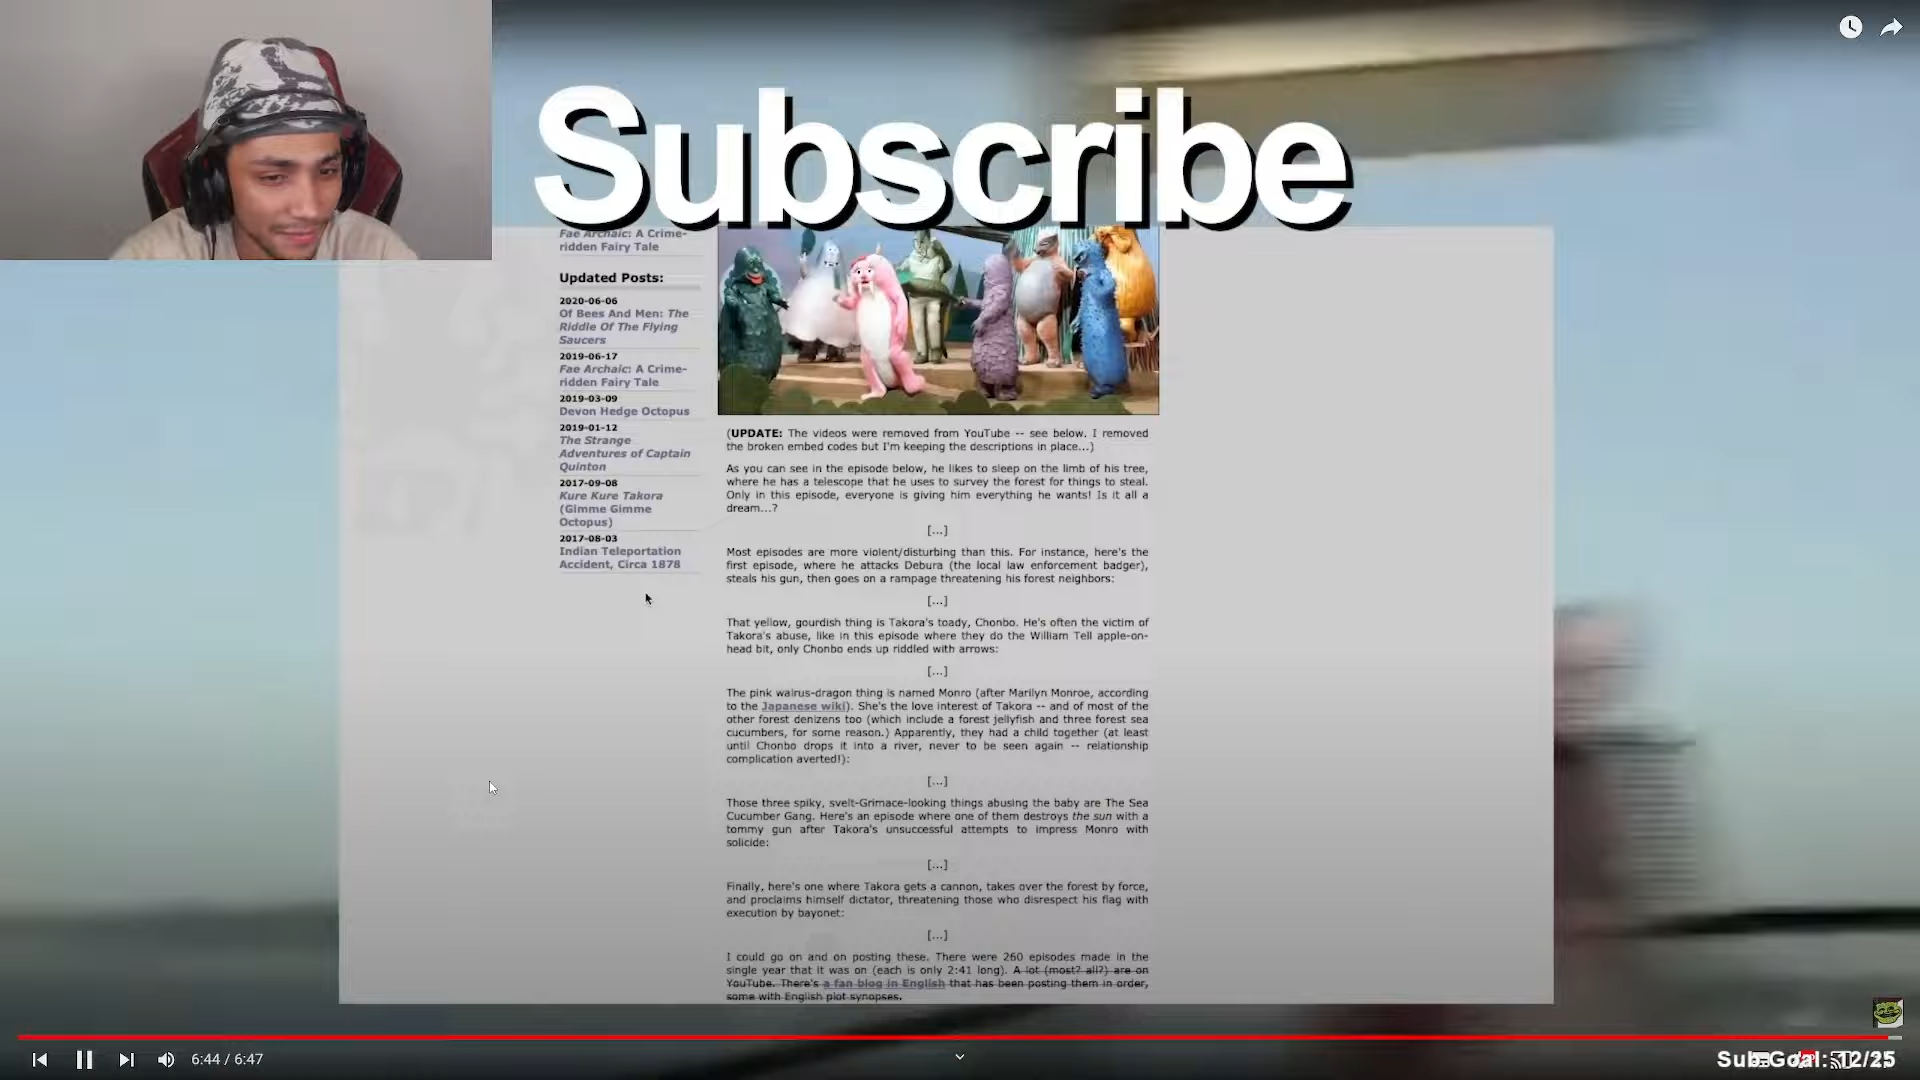 Subscribe
Fae Archaic: A Crime-
ridden Fairy Tale
Updated Posts:
2020-06-06
Of Bees And Men: The
Riddle Of The Flying
Saucers
2019-06-17
Fae Archaic: A Crime-
ridden Fairy Tale
2019-03-09
Devon Hedge Octopus
2019-01-12
The Strange
Adventures of Captain
Quinton
2017-09-08
Kure Kure Takora
(Gimme Gimme
Octopus)
2017-08-03
Indian Teleportation
Accident, Circa 1878
(UPDATE: The videos were removed from YouTube -- see below. I removed
the broken embed codes but I'm keeping the descriptions in place...)
As you can see in the episode below, he likes to sleep on the limb of his tree,
where he has a telescope that he uses to survey the forest for things to steal.
Only in this episode, everyone is giving him everything he wants! Is it all a
dream...?
[...]
Most episodes are more violent/disturbing than this. For instance, here's the
first episode, where he attacks Debura (the local law enforcement badger),
steals his gun, then goes on a rampage threatening his forest neighbors:
[...]
That yellow, gourdish thing is Takora's toady, Chonbo. He's often the victim of
Takora's abuse, like in this episode where they do the William Tell apple-on-
head bit, only Chonbo ends up riddled with arrows:
[...]
The pink walrus-dragon thing is named Monro (after Marilyn Monroe, according
to the Japanese wiki). She's the love interest of Takora -- and of most of the
other forest denizens too (which include a forest jellyfish and three forest sea
cucumbers, for some reason.) Apparently, they had a child together (at least
until Chonbo drops it into a river, never to be seen again -- relationship
complication averted!):
[...]
Those three spiky, svelt-Grimace-looking things abusing the baby are The Sea
Cucumber Gang. Here's an episode where one of them destroys the sun with a
tommy gun after Takora's unsuccessful attempts to impress Monro with
solicide:
[...]
Finally, here's one where Takora gets a cannon, takes over the forest by force,
and proclaims himself dictator, threatening those who disrespect his flag with
execution by bayonet:
[...]
I could go on and on posting these. There were 260 episodes made in the
single year that it was on (each is only 2:41 long). A lot (most? all?) are on
YouTube. There's a fan blog in English that has been posting them in order,
some with English plot synopses.
6:44 / 6:47
Sub Goal: 12/25